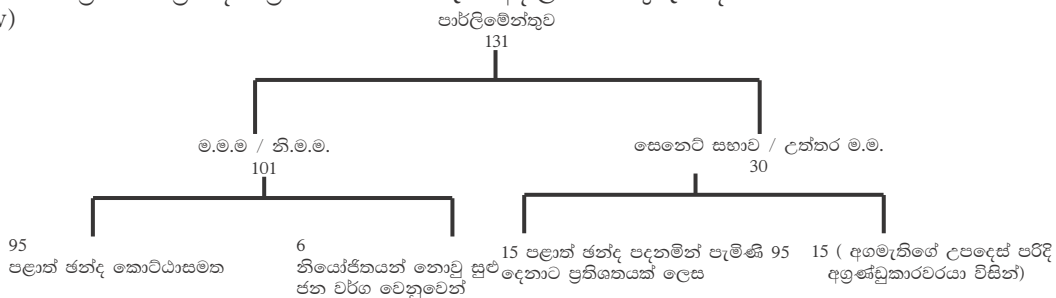 v)
පාර්ලිමේන්තුව
131
ම.ම.ම / නි.ම.ම.
101
සෙනෙට් සභාව / උත්තර ම.ම.
30
95
පළාත් ඡන්ද කොට්ඨාසමත
6
නියෝජිතයන් නොවු සුළු
ජන වර්ග වෙනුවෙන්
15 පළාත් ඡන්ද පදනමින් පැමිණි 95
දෙනාට ප්‍රතිශතයක් ලෙස
15 ( අගමැතිගේ උපදෙස් පරිදි
අග්‍රණ්ඩුකාරවරයා විසින්)